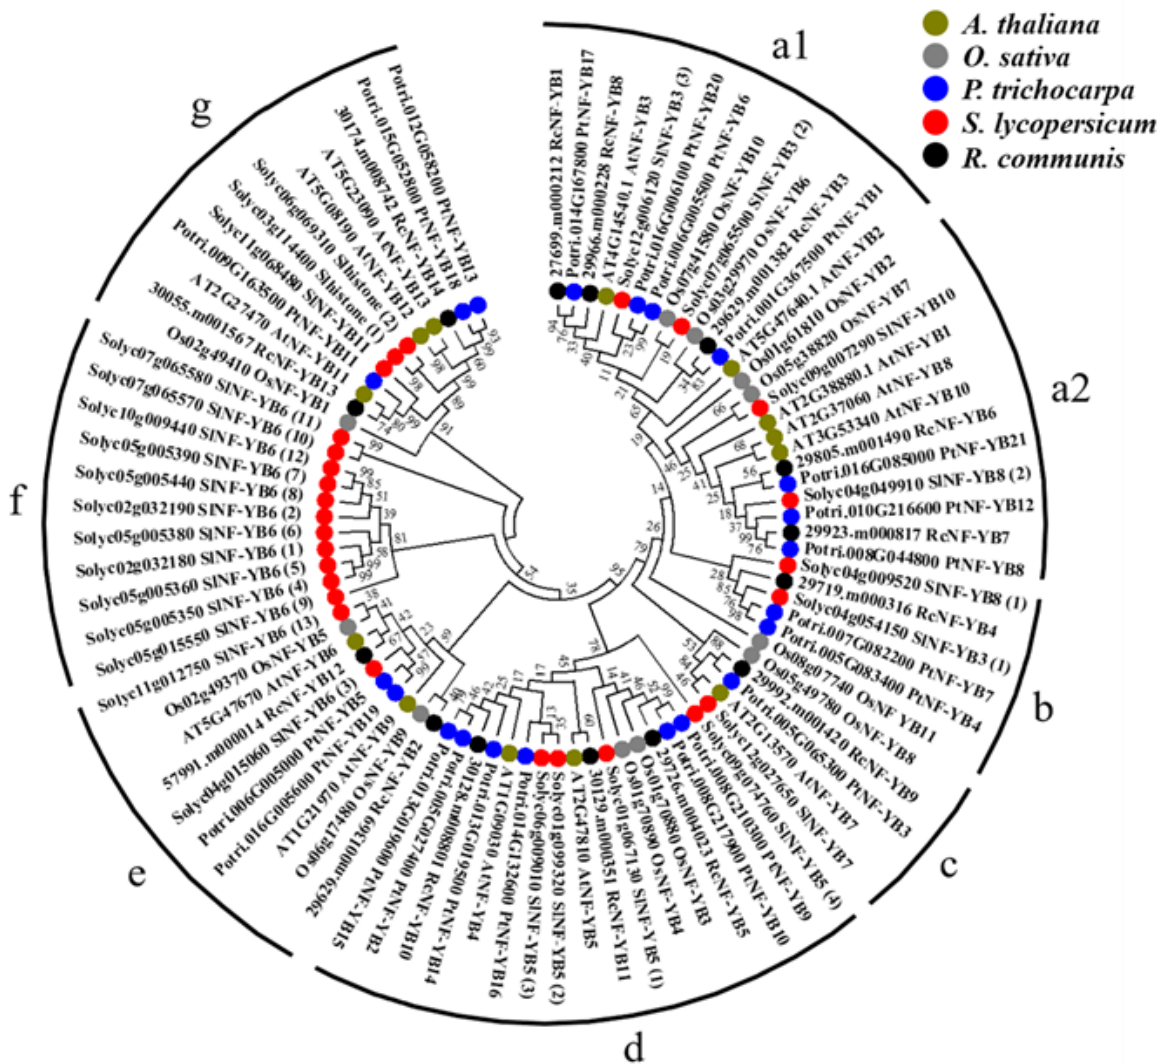 A. thaliana
O. sativa
P. trichocarpa
S. lycopersicum
R. communis
a1
a2
b
c
d
e
f
g
27699.m000212 RcNF-YB1
Potri.014G167800 PtNF-YB17
29966.m000228 RcNF-YB8
AT4G14540.1 AtNF-YB3
Solyc12g006120 SlNF-YB3 (3)
Potri.016G006100 PtNF-YB20
Potri.006G005500 PtNF-YB6
Os07g41580 OsNF-YB10
Solyc07g065500 SlNF-YB3 (2)
Os03g29970 OsNF-YB6
29629.m001382 RcNF-YB3
Potri.001G367500 PtNF-YB1
AT5G47640.1 AtNF-YB2
Os01g61810 OsNF-YB2
Os05g38820 OsNF-YB7
Solyc09g007290 SlNF-YB10
AT2G38880.1 AtNF-YB1
AT2G37060 AtNF-YB8
AT3G53340 AtNF-YB10
29805.m001490 RcNF-YB6
Potri.016G085000 PtNF-YB21
Solyc04g049910 SlNF-YB8 (2)
Potri.010G216600 PtNF-YB12
29923.m000817 RcNF-YB7
Potri.008G044800 PtNF-YB8
Solyc04g009520 SlNF-YB8 (1)
29719.m000316 RcNF-YB4
Solyc04g054150 SlNF-YB3 (1)
Potri.007G082200 PtNF-YB7
Potri.005G083400 PtNF-YB4
Os08g07740 OsNF YB11
Os05g49780 OsNF-YB8
29992.m001420 RcNF-YB9
Potri.005G065300 PtNF-YB3
AT2G13570 AtNF-YB7
Solyc12g027650 SlNF-YB7
Solyc09g074760 SlNF-YB5 (4)
Potri.008G210300 PtNF-YB9
Potri.008G217900 PtNF-YB10
29726.m004023 RcNF-YB5
Os01g70880 OsNF-YB3
Os01g70890 OsNF-YB4
Solyc01g067130 SlNF-YB5 (1)
30129.m000351 RcNF-YB11
AT2G47810 AtNF-YB5
Solyc01g099320 SlNF-YB5 (2)
Solyc06g009010 SlNF-YB5 (3)
Potri.014G132600 PtNF-YB16
AT1G09030 AtNF-YB4
Potri.013G019500 PtNF-YB14
30128.m008801 RcNF-YB10
Potri.005G027400 PtNF-YB2
Potri.013G019600 PtNF-YB15
29629.m001369 RcNF-YB2
Os06g17480 OsNF-YB9
AT1G21970 AtNF-YB9
Potri.016G005600 PtNF-YB19
Potri.006G005000 PtNF-YB5
Solyc04g015060 SlNF-YB6 (3)
57991.m000014 RcNF-YB12
AT5G47670 AtNF-YB6
Os02g49370 OsNF-YB5
Solyc11g012750 SlNF-YB6 (13)
Solyc05g015550 SlNF-YB6 (9)
Solyc05g005350 SlNF-YB6 (4)
Solyc05g005360 SlNF-YB6 (5)
Solyc02g032180 SlNF-YB6 (1)
Solyc05g005380 SlNF-YB6 (6)
Solyc02g032190 SlNF-YB6 (2)
Solyc05g005440 SlNF-YB6 (8)
Solyc05g005390 SlNF-YB6 (7)
Solyc10g009440 SlNF-YB6 (12)
Solyc07g065570 SlNF-YB6 (10)
Solyc07g065580 SlNF-YB6 (11)
Os02g49410 OsNF-YB1
30055.m001567 RcNF-YB13
AT2G27470 AtNF-YB11
Potri.009G163500 PtNF-YB11
Solyc11g068480 SlNF-YB11
Solyc03g114400 Slhistone (1)
Solyc06g069310 Slhistone (2)
AT5G08190 AtNF-YB12
AT5G23090 AtNF-YB13
30174.m008742 RcNF-YB14
Potri.015G052800 PtNF-YB18
Potri.012G058200 PtNF-YB13